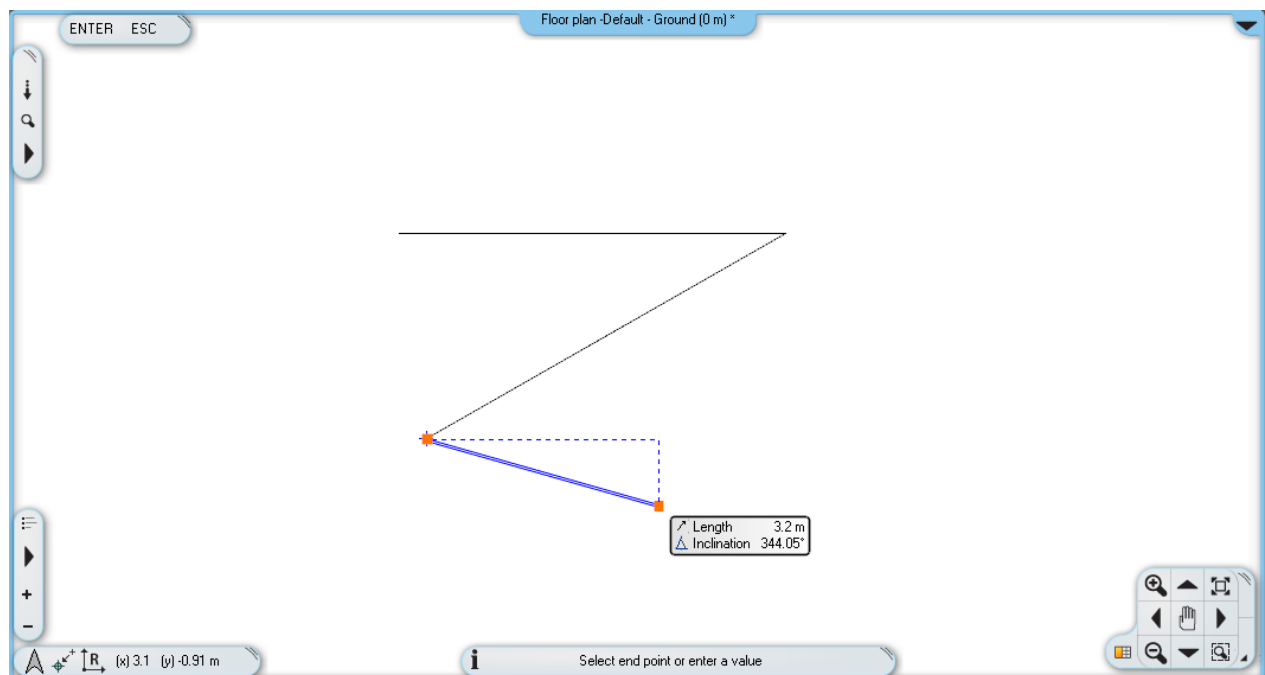 ENTER ESC
Floor plan -Default - Ground (0 m) *
Length 3.2 m
Inclination 344.05°
R (x) 3.1 (y) -0.91 m
i Select end point or enter a value